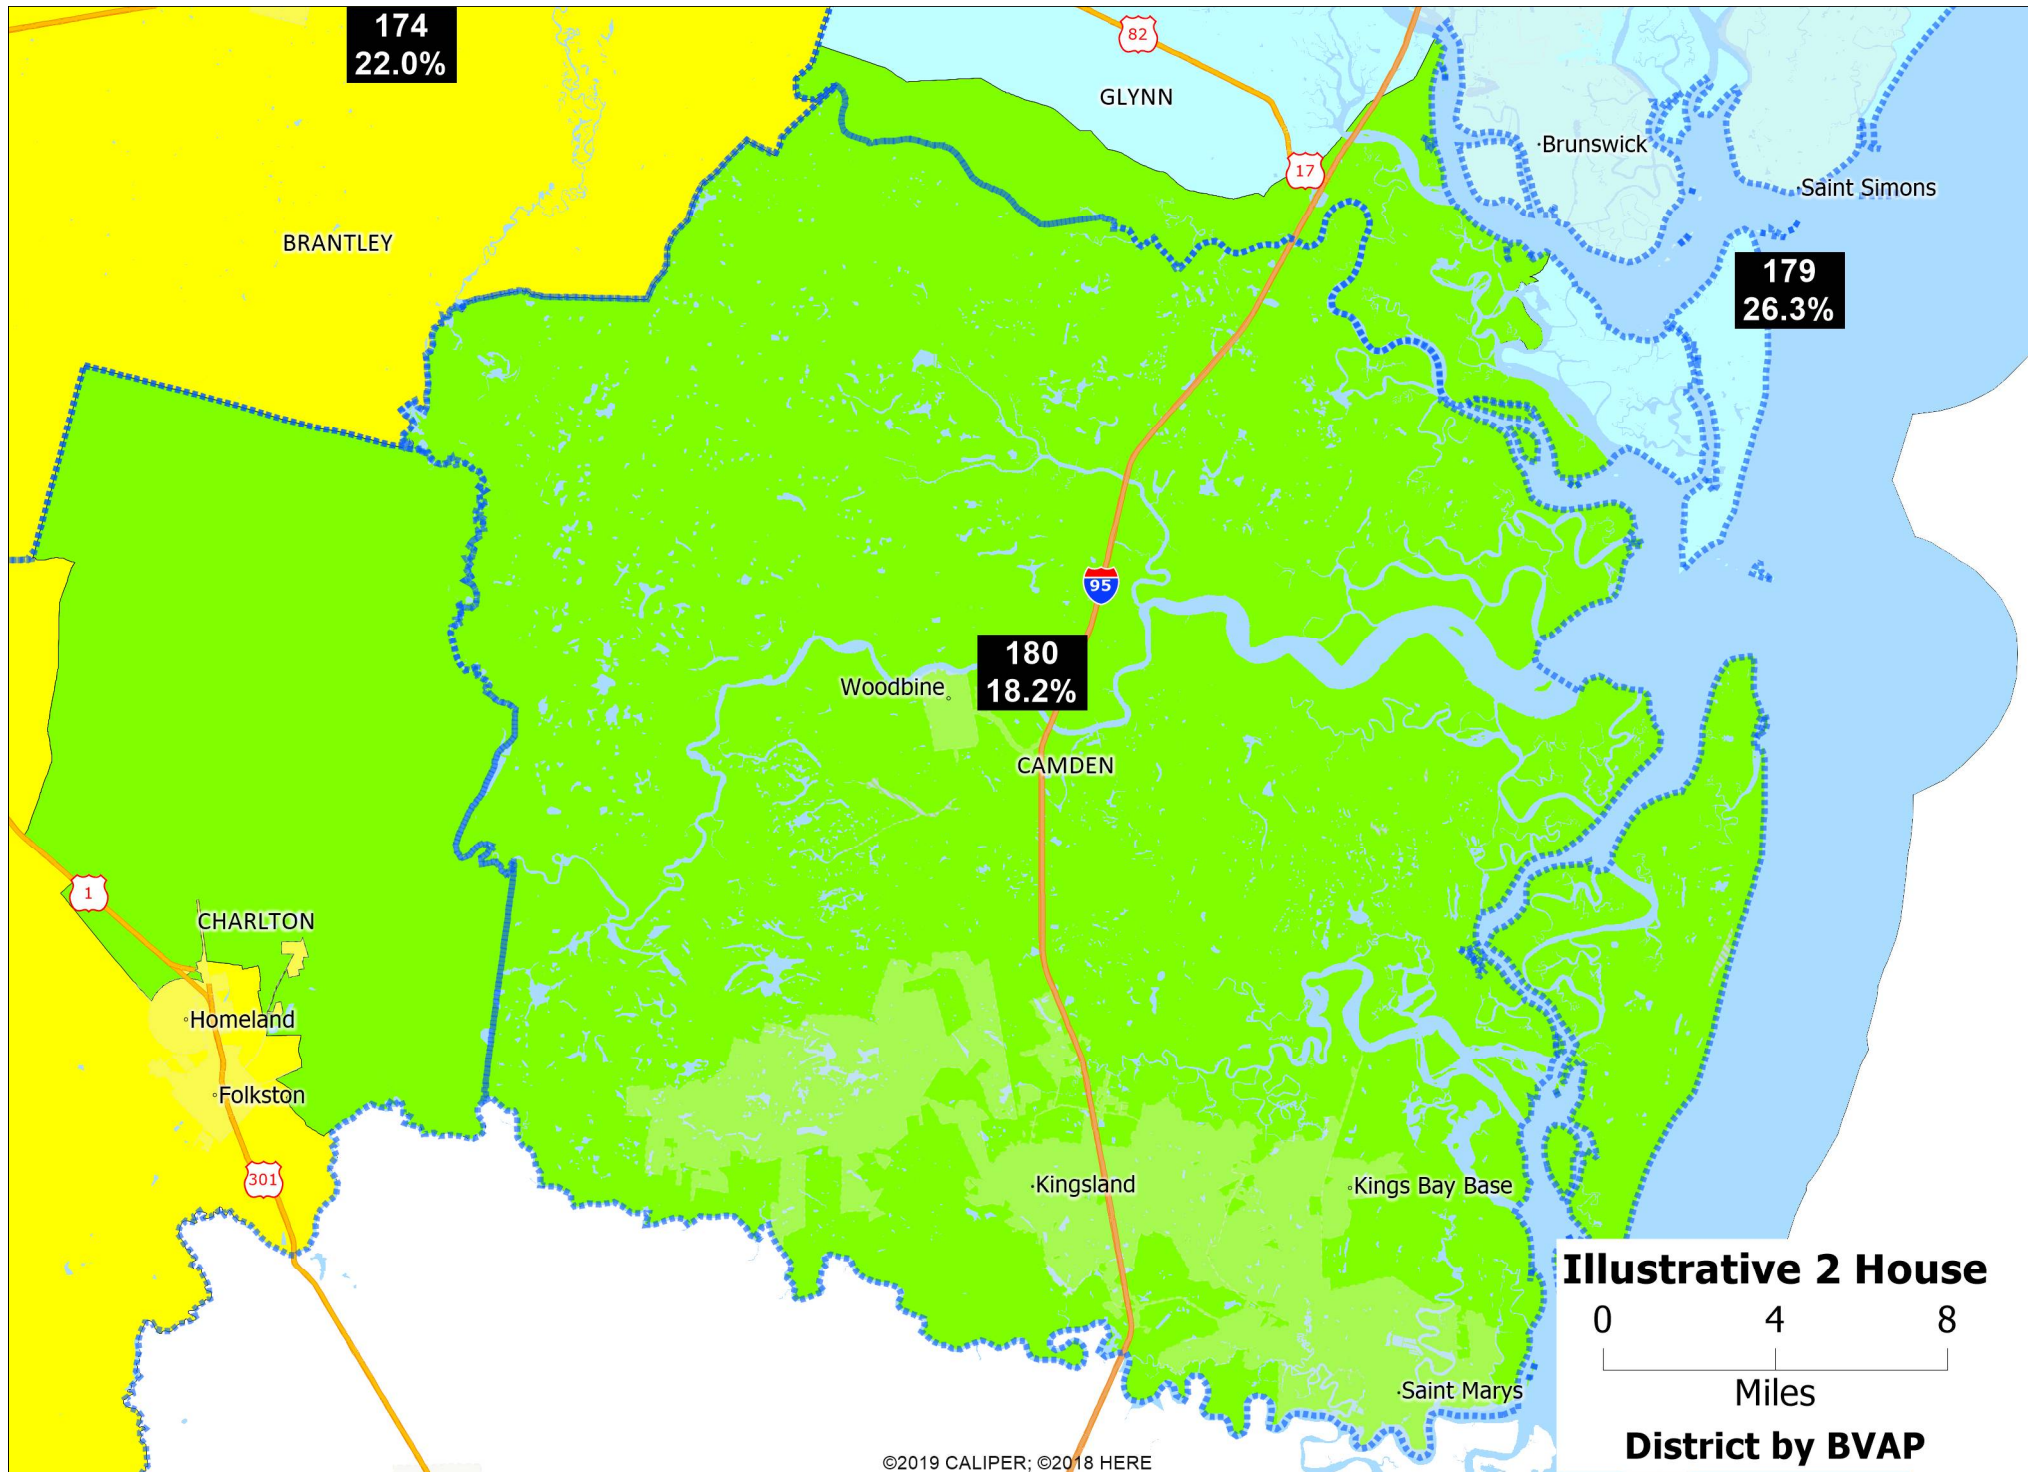 174
22.0%
82
GLYNN
Brunswick
17
Saint Simons
BRANTLEY
179
26.3%
95
180
18.2%
Woodbine
CAMDEN
1
CHARLTON
Homeland
Folkston
301
Kingsland
Kings Bay Base
Saint Marys
Illustrative 2 House
0 4 8
Miles
District by BVAP
©2019 CALIPER; ©2018 HERE